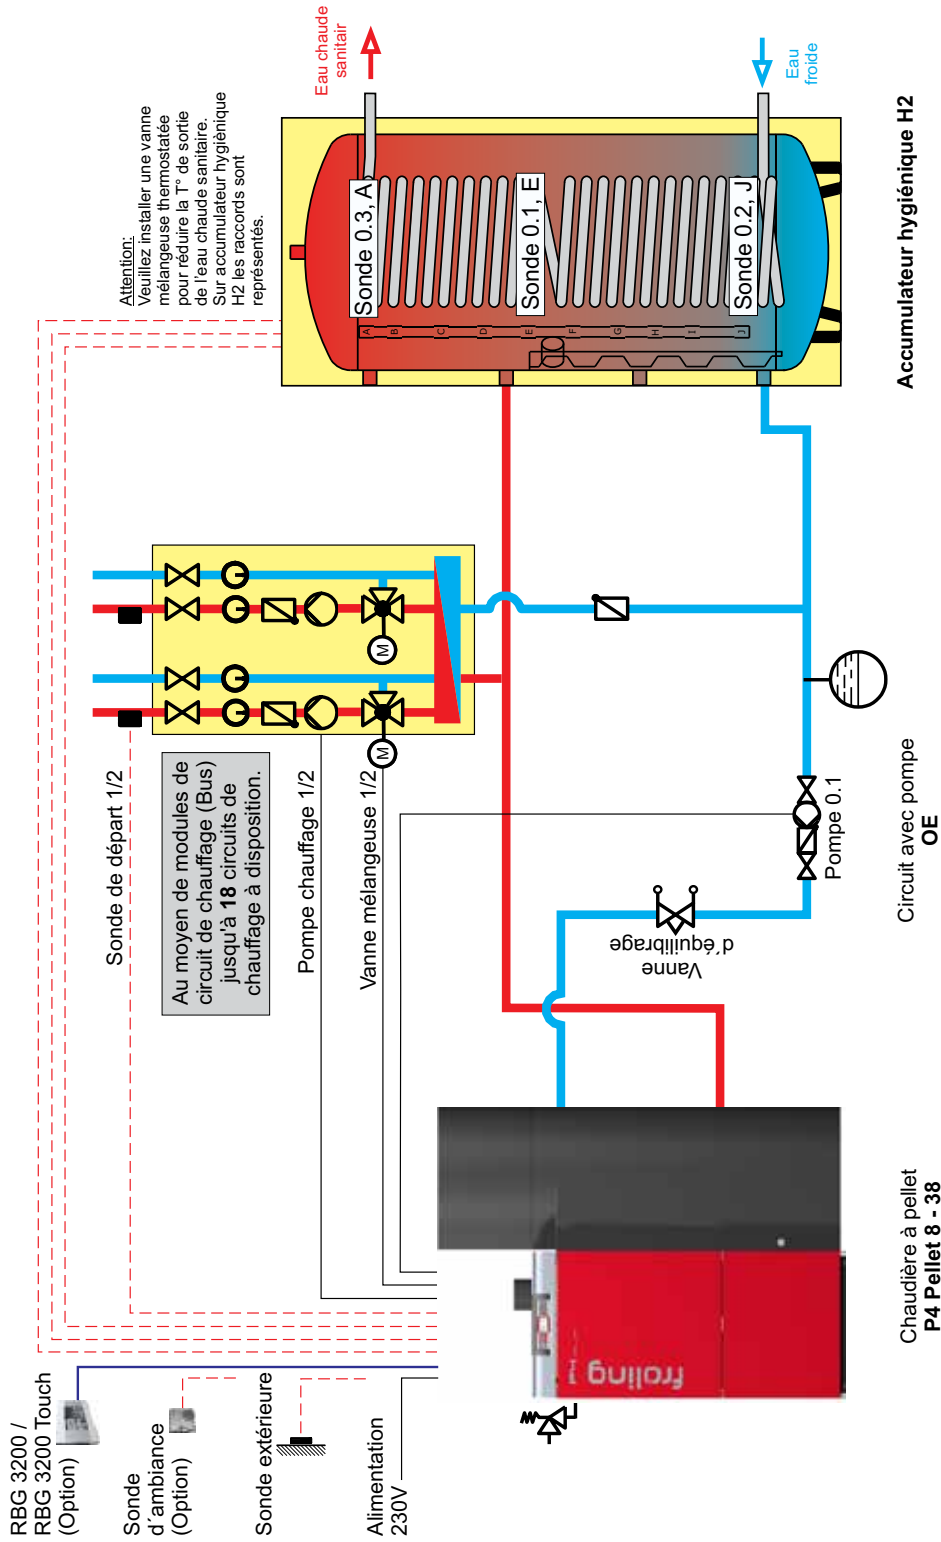 RBG 3200 /
RBG 3200 Touch
(Option)
Sonde
d´ambiance
(Option)
Sonde extérieure
Alimentation
230V
Sonde de départ 1/2
Au moyen de modules de
circuit de chauffage (Bus)
jusqu'à 18 circuits de
chauffage à disposition.
Pompe chauffage 1/2
Vanne mélangeuse 1/2
M
M
Attention:
Veuillez installer une vanne
mélangeuse thermostatée
pour réduire la T° de sortie
de l'eau chaude sanitaire.
Sur accumulateur hygiènique
H2 les raccords sont
représentés.
Eau chaude
sanitair
Eau
froide
Sonde 0.3, A
Sonde 0.1, E
Sonde 0.2, J
A
B
C
D
E
F
G
H
I
J
Vanne
d´équilibrage
Pompe 0.1
froling
Chaudière à pellet
P4 Pellet 8 - 38
Circuit avec pompe
OE
Accumulateur hygiénique H2